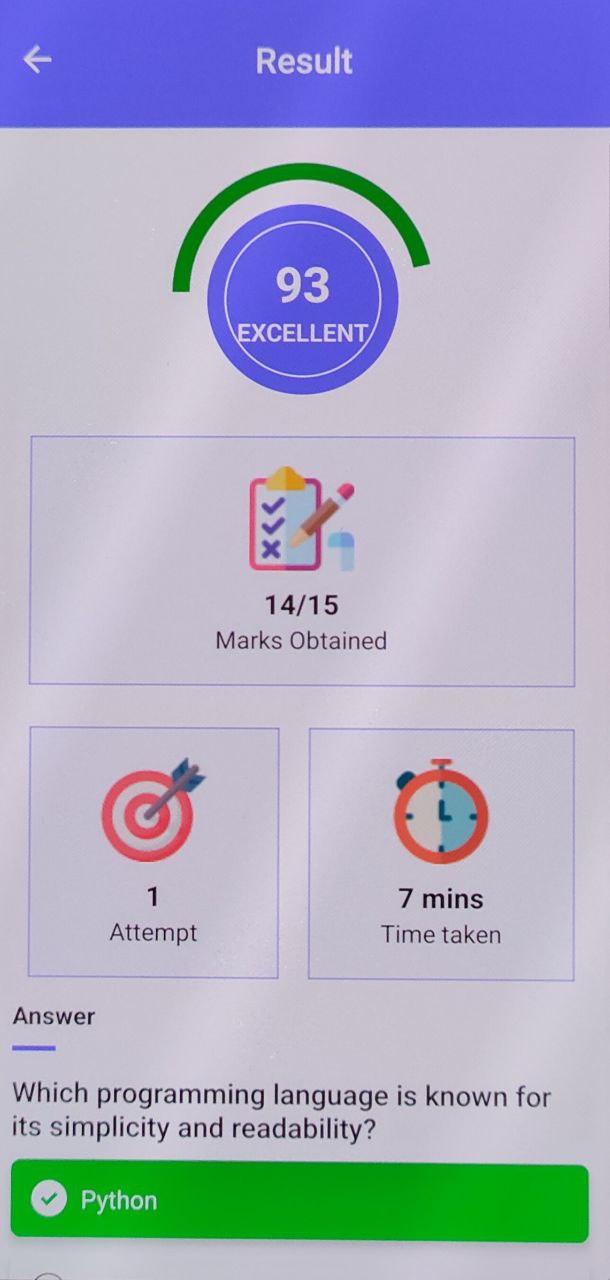 Result
93
EXCELLENT
14/15
Marks Obtained
1
Attempt
7 mins
Time taken
Answer
Which programming language is known for
its simplicity and readability?
Python